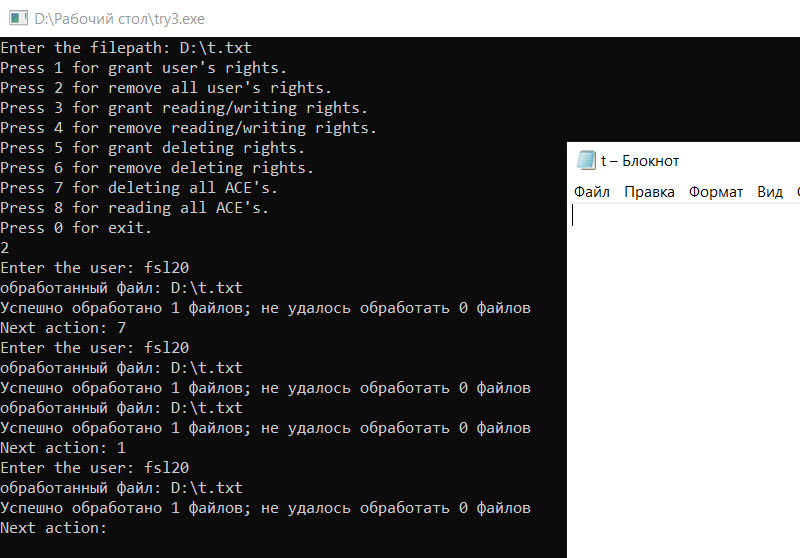 D:\Рабочий стол\try3.exe
Enter the filepath: D:\t.txt
Press 1 for grant user's rights.
Press 2 for remove all user's rights.
Press 3 for grant reading/writing rights.
Press 4 for remove reading/writing rights.
Press 5 for grant deleting rights.
Press 6 for remove deleting rights.
Press 7 for deleting all ACE's.
Press 8 for reading all ACE's.
Press 0 for exit.
2
Enter the user: fsl20
обработанный файл: D:\t.txt
Успешно обработано 1 файлов; не удалось обработать 0 файлов
Next action: 7
Enter the user: fsl20
обработанный файл: D:\t.txt
Успешно обработано 1 файлов; не удалось обработать 0 файлов
обработанный файл: D:\t.txt
Успешно обработано 1 файлов; не удалось обработать 0 файлов
Next action: 1
Enter the user: fsl20
обработанный файл: D:\t.txt
Успешно обработано 1 файлов; не удалось обработать 0 файлов
Next action:
t – Блокнот
Файл Правка Формат Вид